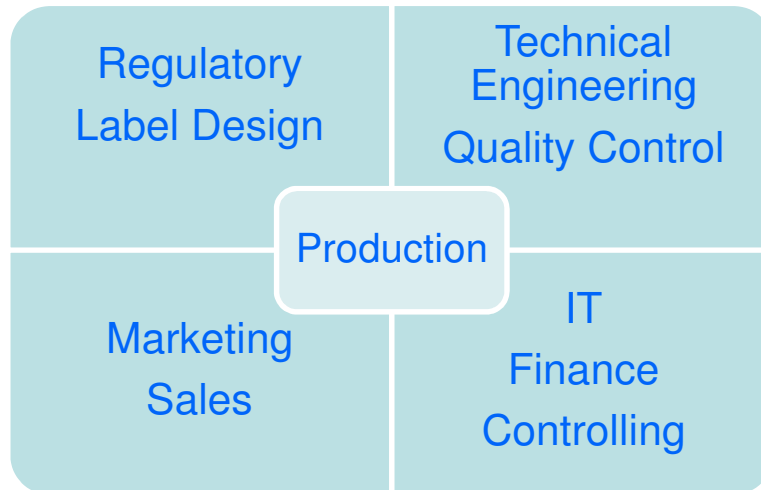 Regulatory
Label Design
Technical
Engineering
Quality Control
Production
Marketing
Sales
IT
Finance
Controlling